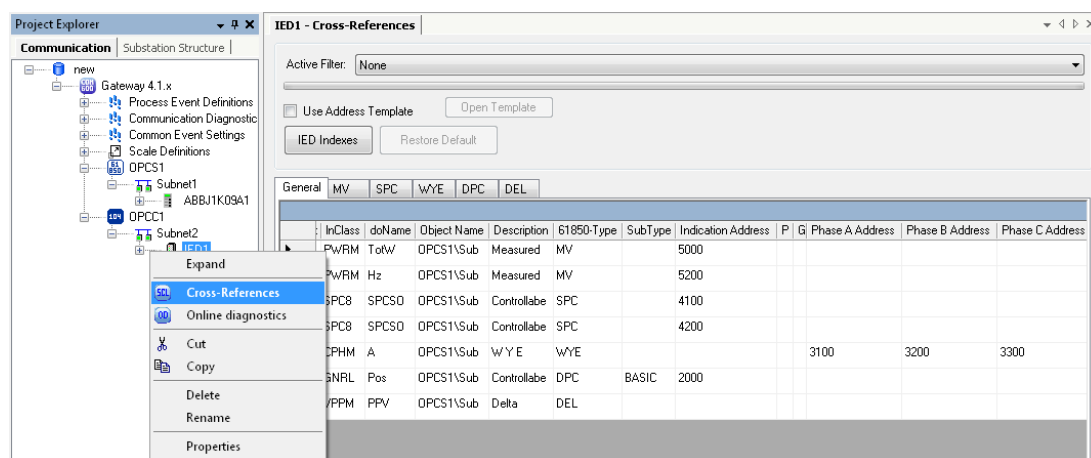 Project Explorer
Communication Substation Structure
new
Gateway 4.1.x
Process Event Definitions
Communication Diagnostic
Common Event Settings
Scale Definitions
OPCS1
Subnet1
ABBJ1K09A1
OPCC1
Subnet2
IED1
Expand
Cross-References
Online diagnostics
Cut
Copy
Delete
Rename
Properties
IED1 - Cross-References
Active Filter: None
Use Address Template Open Template
IED Indexes Restore Default
General MV SPC WYE DPC DEL
InClass doName Object Name Description 61850-Type SubType Indication Address P G Phase A Address Phase B Address Phase C Address
PWRM TotW OPCS1\Sub Measured MV 5000
PWRM Hz OPCS1\Sub Measured MV 5200
SPC8 SPCSO OPCS1\Sub Controllabe SPC 4100
SPC8 SPCSO OPCS1\Sub Controllabe SPC 4200
CPHM A OPCS1\Sub W Y E WYE 3100 3200 3300
GNRL Pos OPCS1\Sub Controllabe DPC BASIC 2000
VPPM PPV OPCS1\Sub Delta DEL